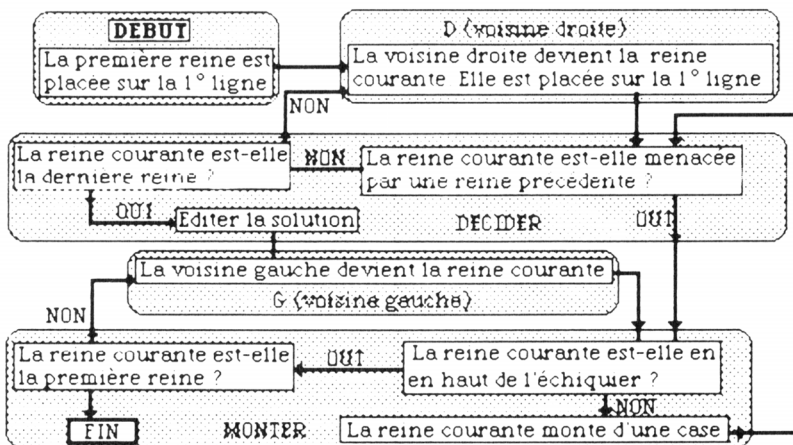 DEBUT
La première reine est
placée sur la 1° ligne
D (voisine droite)
La voisine droite devient la reine
courante. Elle est placée sur la 1° ligne
NON
La reine courante est-elle
la dernière reine ?
NON
La reine courante est-elle menacée
par une reine precédente ?
OUI
Editer la solution
DECIDER
OUI
La voisine gauche devient la reine courante
G (voisina gauche)
NON
La reine courante est-elle
la première reine ?
OUI
La reine courante est-elle en
en haut de l'échiquier ?
NON
FIN
MONTER
La reine courante monte d'une case